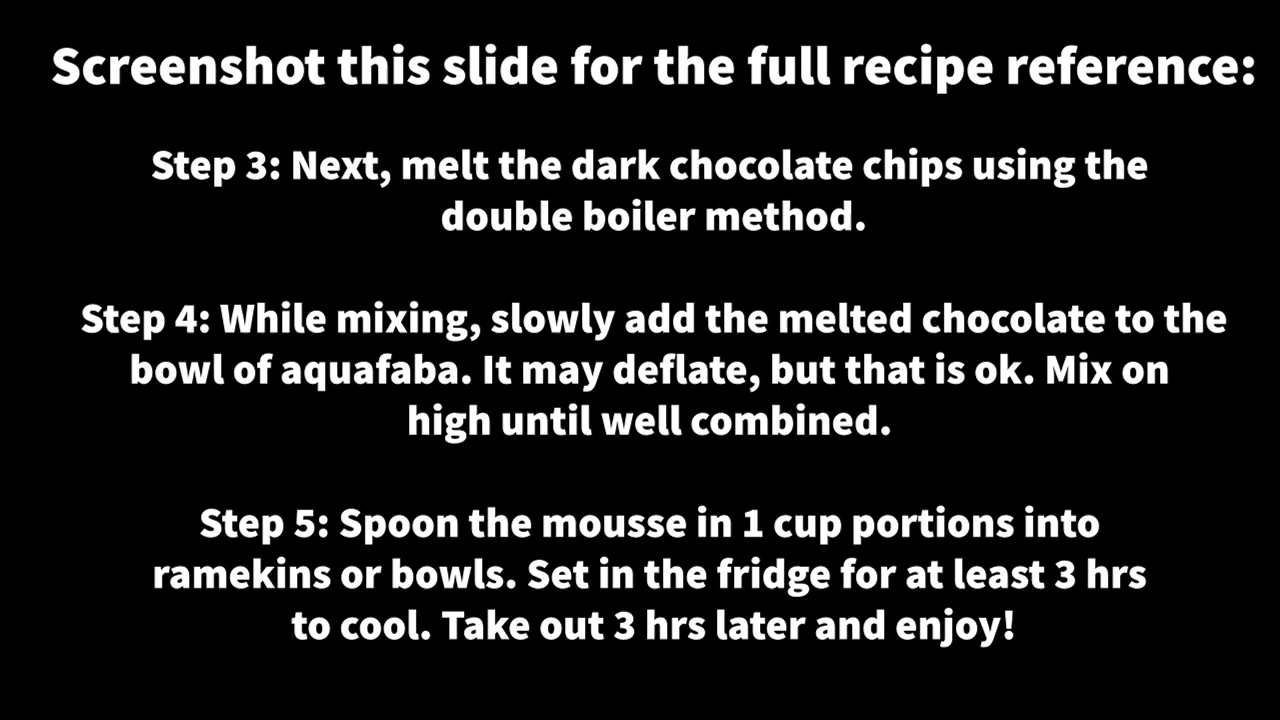 Screenshot this slide for the full recipe reference:
Step 3: Next, melt the dark chocolate chips using the
double boiler method.
Step 4: While mixing, slowly add the melted chocolate to the
bowl of aquafaba. It may deflate, but that is ok. Mix on
high until well combined.
Step 5: Spoon the mousse in 1 cup portions into
ramekins or bowls. Set in the fridge for at least 3 hrs
to cool. Take out 3 hrs later and enjoy!